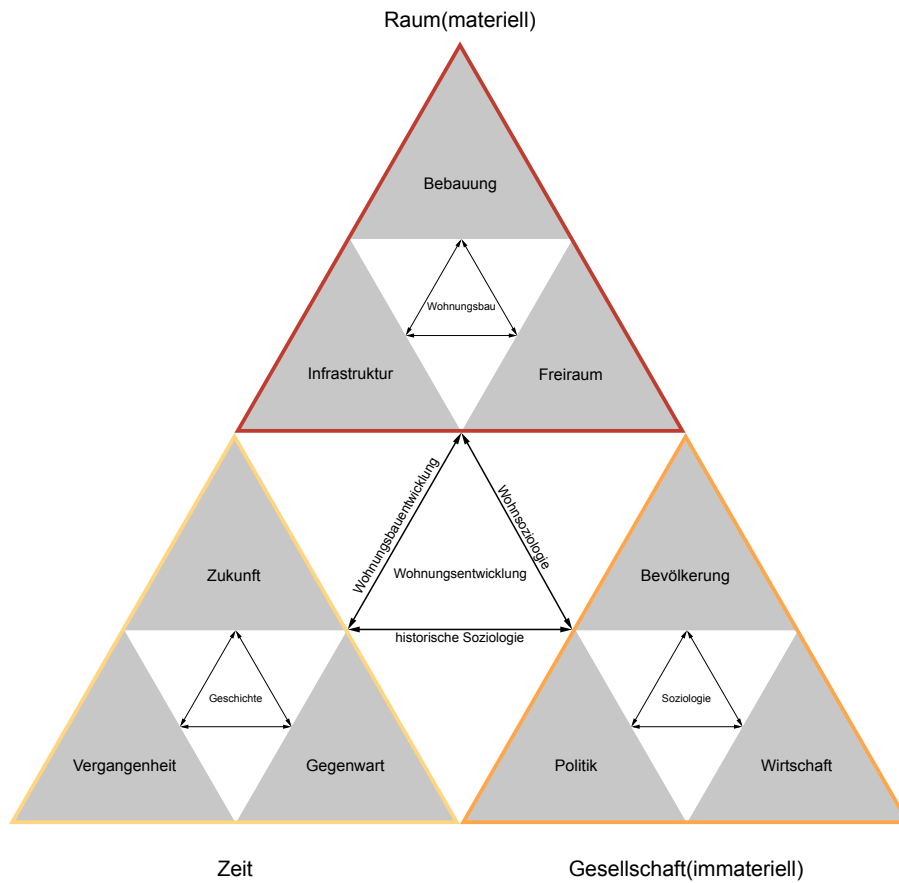 Raum(materiell)
Bebauung
Wohnungsbau
Infrastruktur
Freiraum
Wohnungsbauentwicklung
Wohnsoziologie
Wohnungsentwicklung
historische Soziologie
Zukunft
Geschichte
Vergangenheit
Gegenwart
Bevölkerung
Soziologie
Politik
Wirtschaft
Zeit
Gesellschaft(immateriell)